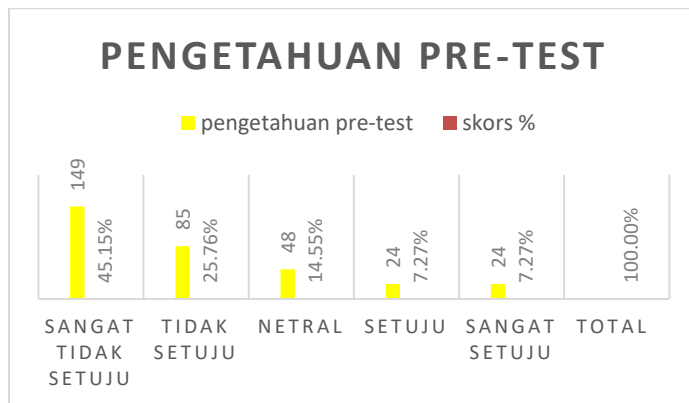 PENGETAHUAN PRE-TEST
pengetahuan pre-test skors %
149
45.15%
85
25.76%
48
14.55%
24
7.27%
24
7.27%
100.00%
SANGAT TIDAK SETUJU
TIDAK SETUJU
NETRAL
SETUJU
SANGAT SETUJU
TOTAL